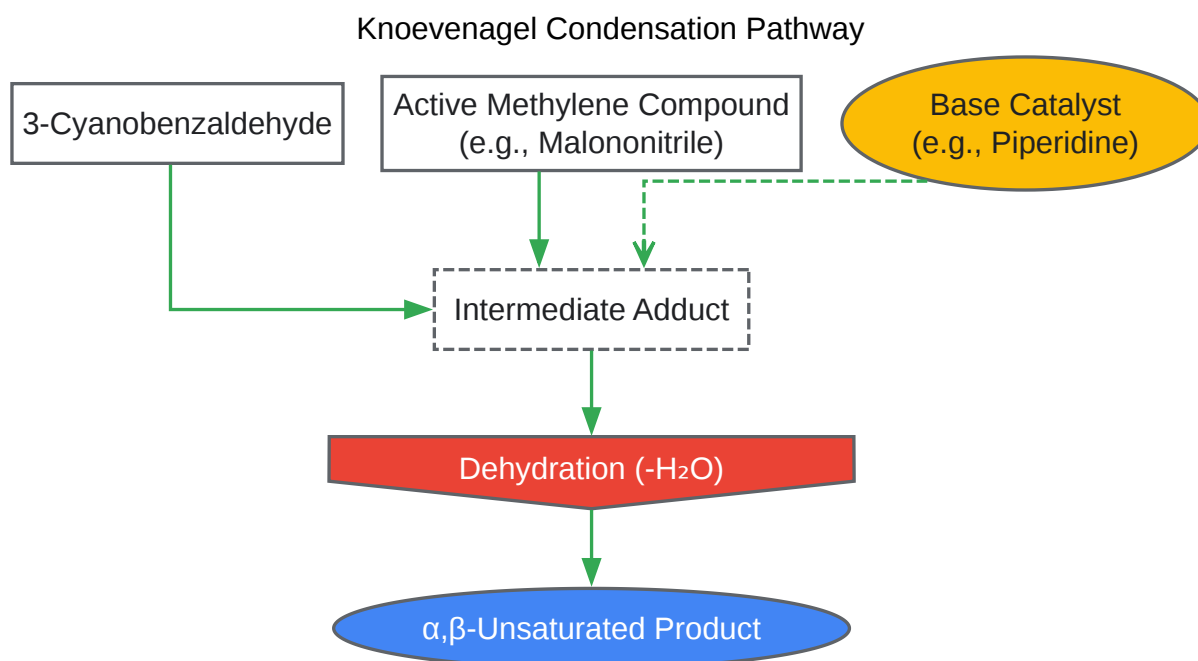 Knoevenagel Condensation Pathway
3-Cyanobenzaldehyde
Active Methylene Compound
(e.g., Malononitrile)
Base Catalyst
(e.g., Piperidine)
Intermediate Adduct
Dehydration (-H₂O)
α,β-Unsaturated Product